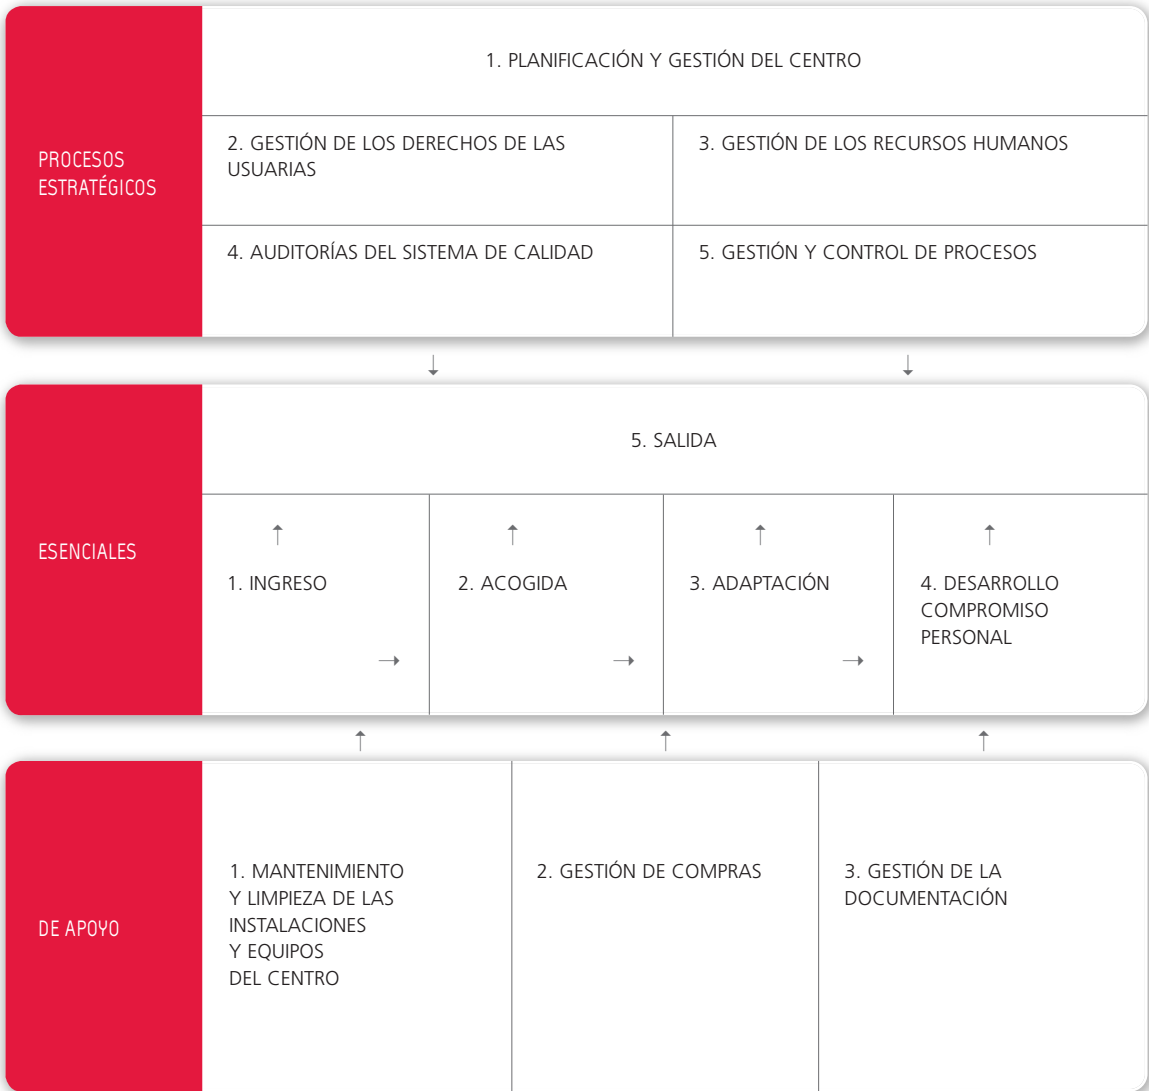 PROCESOS
ESTRATÉGICOS
1. PLANIFICACIÓN Y GESTIÓN DEL CENTRO
2. GESTIÓN DE LOS DERECHOS DE LAS
USUARIAS
3. GESTIÓN DE LOS RECURSOS HUMANOS
4. AUDITORÍAS DEL SISTEMA DE CALIDAD
5. GESTIÓN Y CONTROL DE PROCESOS
ESENCIALES
5. SALIDA
1. INGRESO
2. ACOGIDA
3. ADAPTACIÓN
4. DESARROLLO
COMPROMISO
PERSONAL
DE APOYO
1. MANTENIMIENTO
Y LIMPIEZA DE LAS
INSTALACIONES
Y EQUIPOS
DEL CENTRO
2. GESTIÓN DE COMPRAS
3. GESTIÓN DE LA
DOCUMENTACIÓN